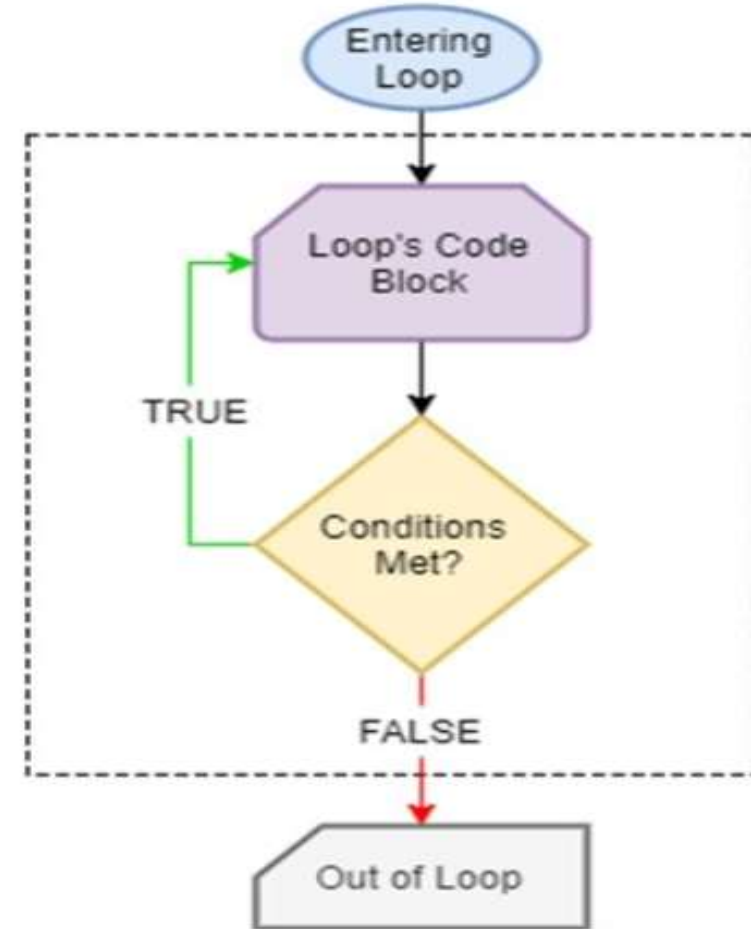 Entering
Loop
Loop's Code
Block
TRUE
Conditions
Met?
FALSE
Out of Loop